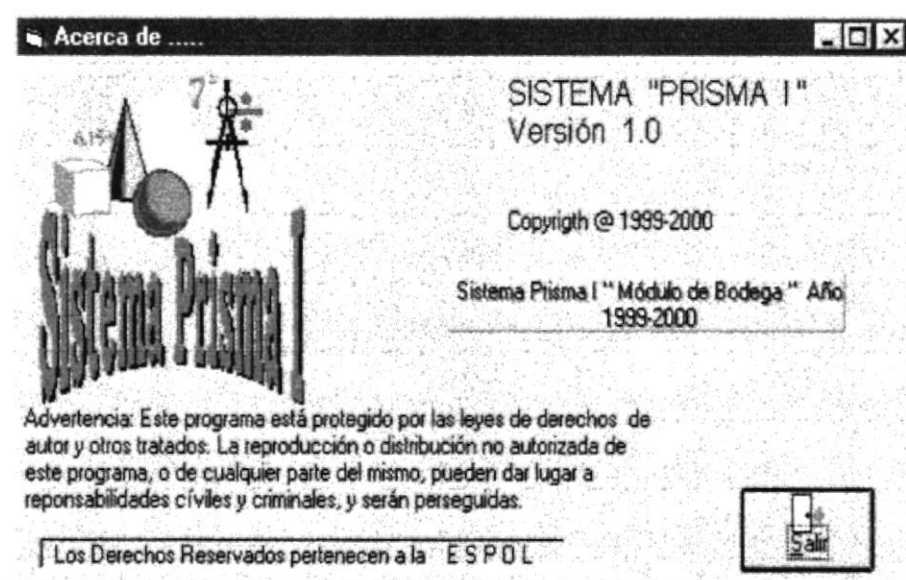 Acerca de .....
SISTEMA "PRISMA I"
Versión 1.0
Copyrigth @ 1999-2000
Sistema Prisma I " Módulo de Bodega " Año
1999-2000
Sistema Prisma I
Advertencia: Este programa está protegido por las leyes de derechos de
autor y otros tratados. La reproducción o distribución no autorizada de
este programa, o de cualquier parte del mismo, pueden dar lugar a
reponsabilidades cíviles y criminales, y serán perseguidas.
Los Derechos Reservados pertenecen a la E S P O L
Salir